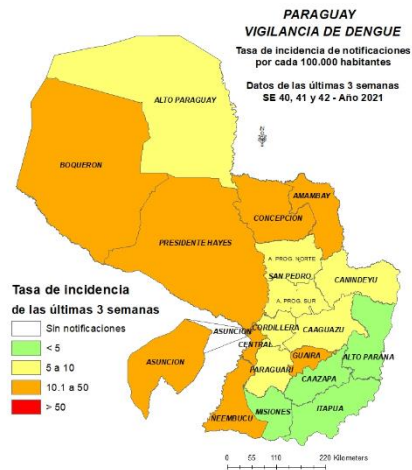 PARAGUAY
VIGILANCIA DE DENGUE
Tasa de incidencia de notificaciones
por cada 100.000 habitantes
Datos de las últimas 3 semanas
SE 40, 41 y 42 - Año 2021
ALTO PARAGUAY
BOQUERON
AMAMBAY
CONCEPCIÓN
PRESIDENTE HAYES
A. PROG. NORTE
SAN PEDRO
CANINDEYU
A. PROG. SUR
Tasa de incidencia
de las últimas 3 semanas
Sin notificaciones
< 5
5 a 10
10.1 a 50
> 50
ASUNCION
CORDILLERA
CAAGUAZU
CENTRAL
ASUNCION
GUAIRA
ALTO PARANA
PARAGUARI
CAAZAPA
ÑEEMBUCU
MISIONES
ITAPUA
0 55 110 220 Kilometers